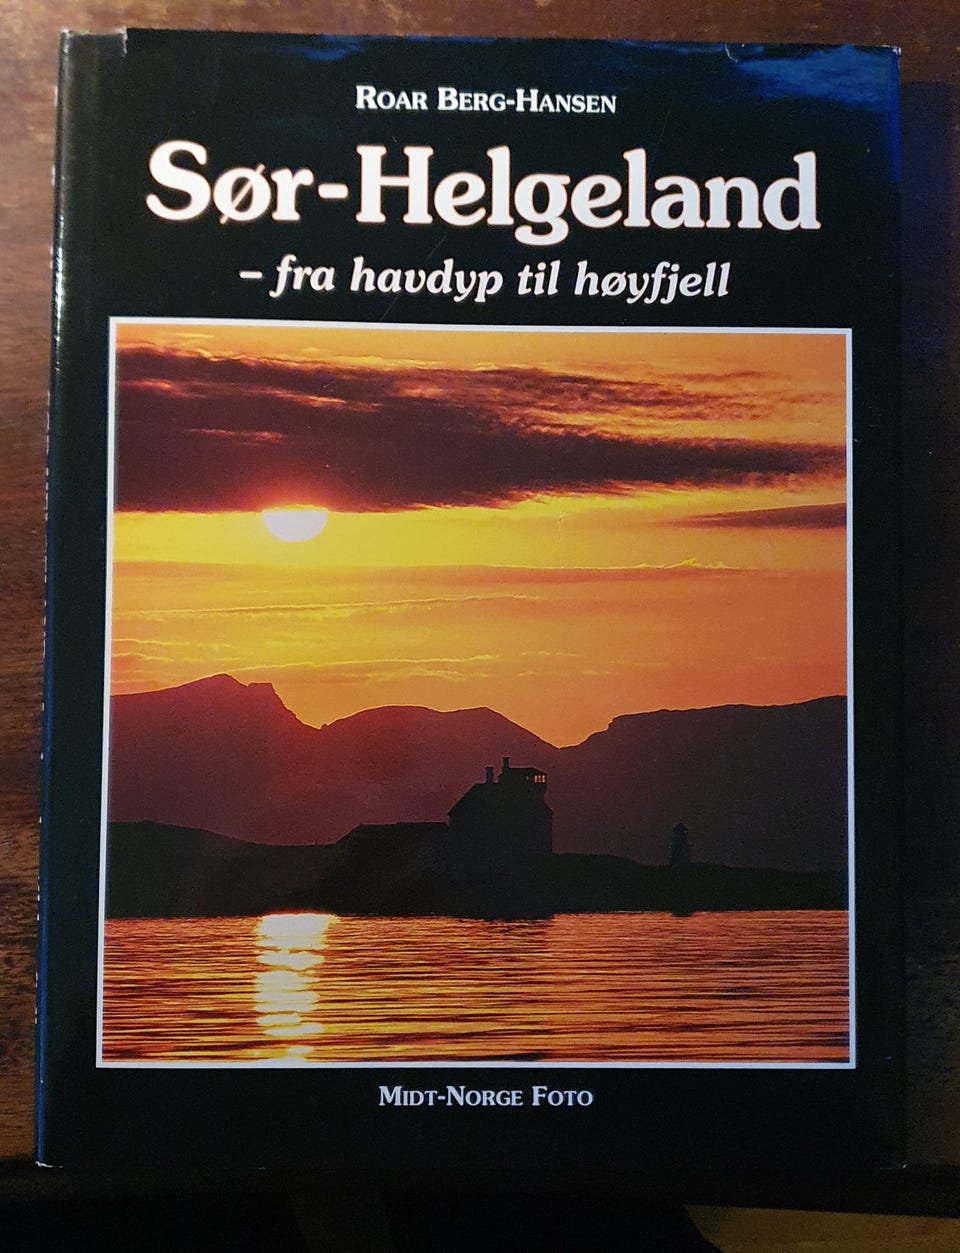 ROAR BERG-HANSEN
Sør-Helgeland
– fra havdyp til høyfjell
MIDT-NORGE FOTO